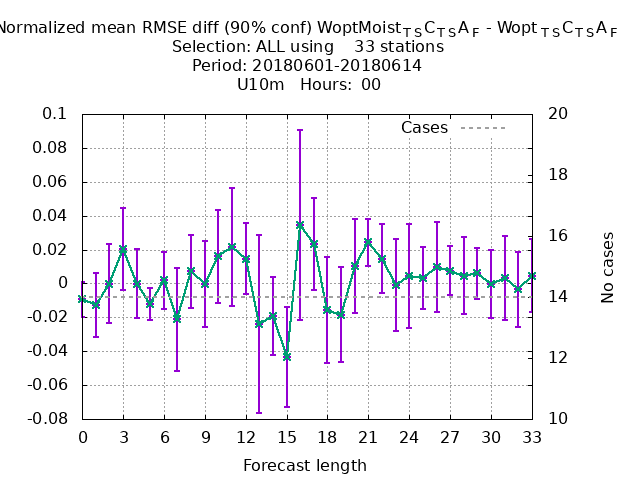 Normalized mean RMSE diff (90% conf) WoptMoistTSCTSAF - WoptTSCTSAF
Selection: ALL using 33 stations
Period: 20180601-20180614
U10m Hours: 00
0.1
0.08
0.06
0.04
0.02
0
-0.02
-0.04
-0.06
-0.08
Cases
20
18
16
14
12
10
No cases
0 3 6 9 12 15 18 21 24 27 30 33
Forecast length